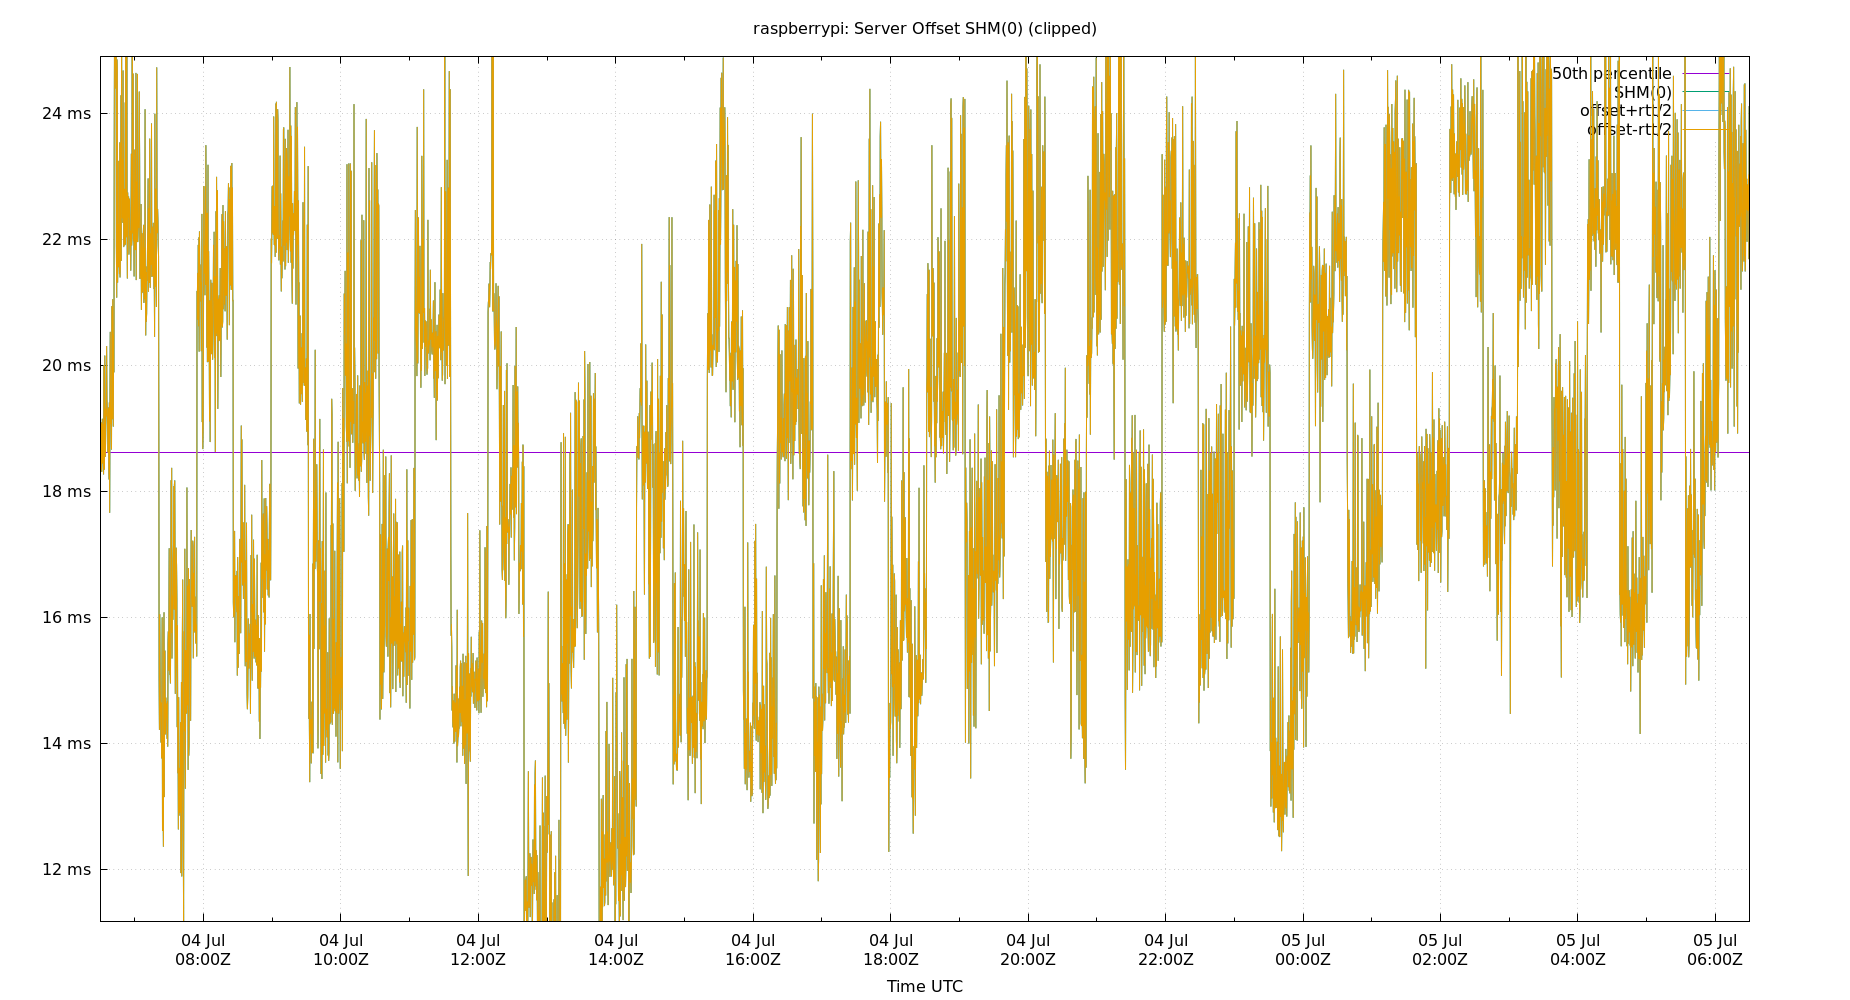 raspberrypi: Server Offset SHM(0) (clipped)
50th percentile
SHM(0)
offset+rtt/2
offset-rtt/2
24 ms
22 ms
20 ms
18 ms
16 ms
14 ms
12 ms
04 Jul 04 Jul 04 Jul 04 Jul 04 Jul 04 Jul 04 Jul 04 Jul 05 Jul 05 Jul 05 Jul 05 Jul
08:00Z 10:00Z 12:00Z 14:00Z 16:00Z 18:00Z 20:00Z 22:00Z 00:00Z 02:00Z 04:00Z 06:00Z
Time UTC